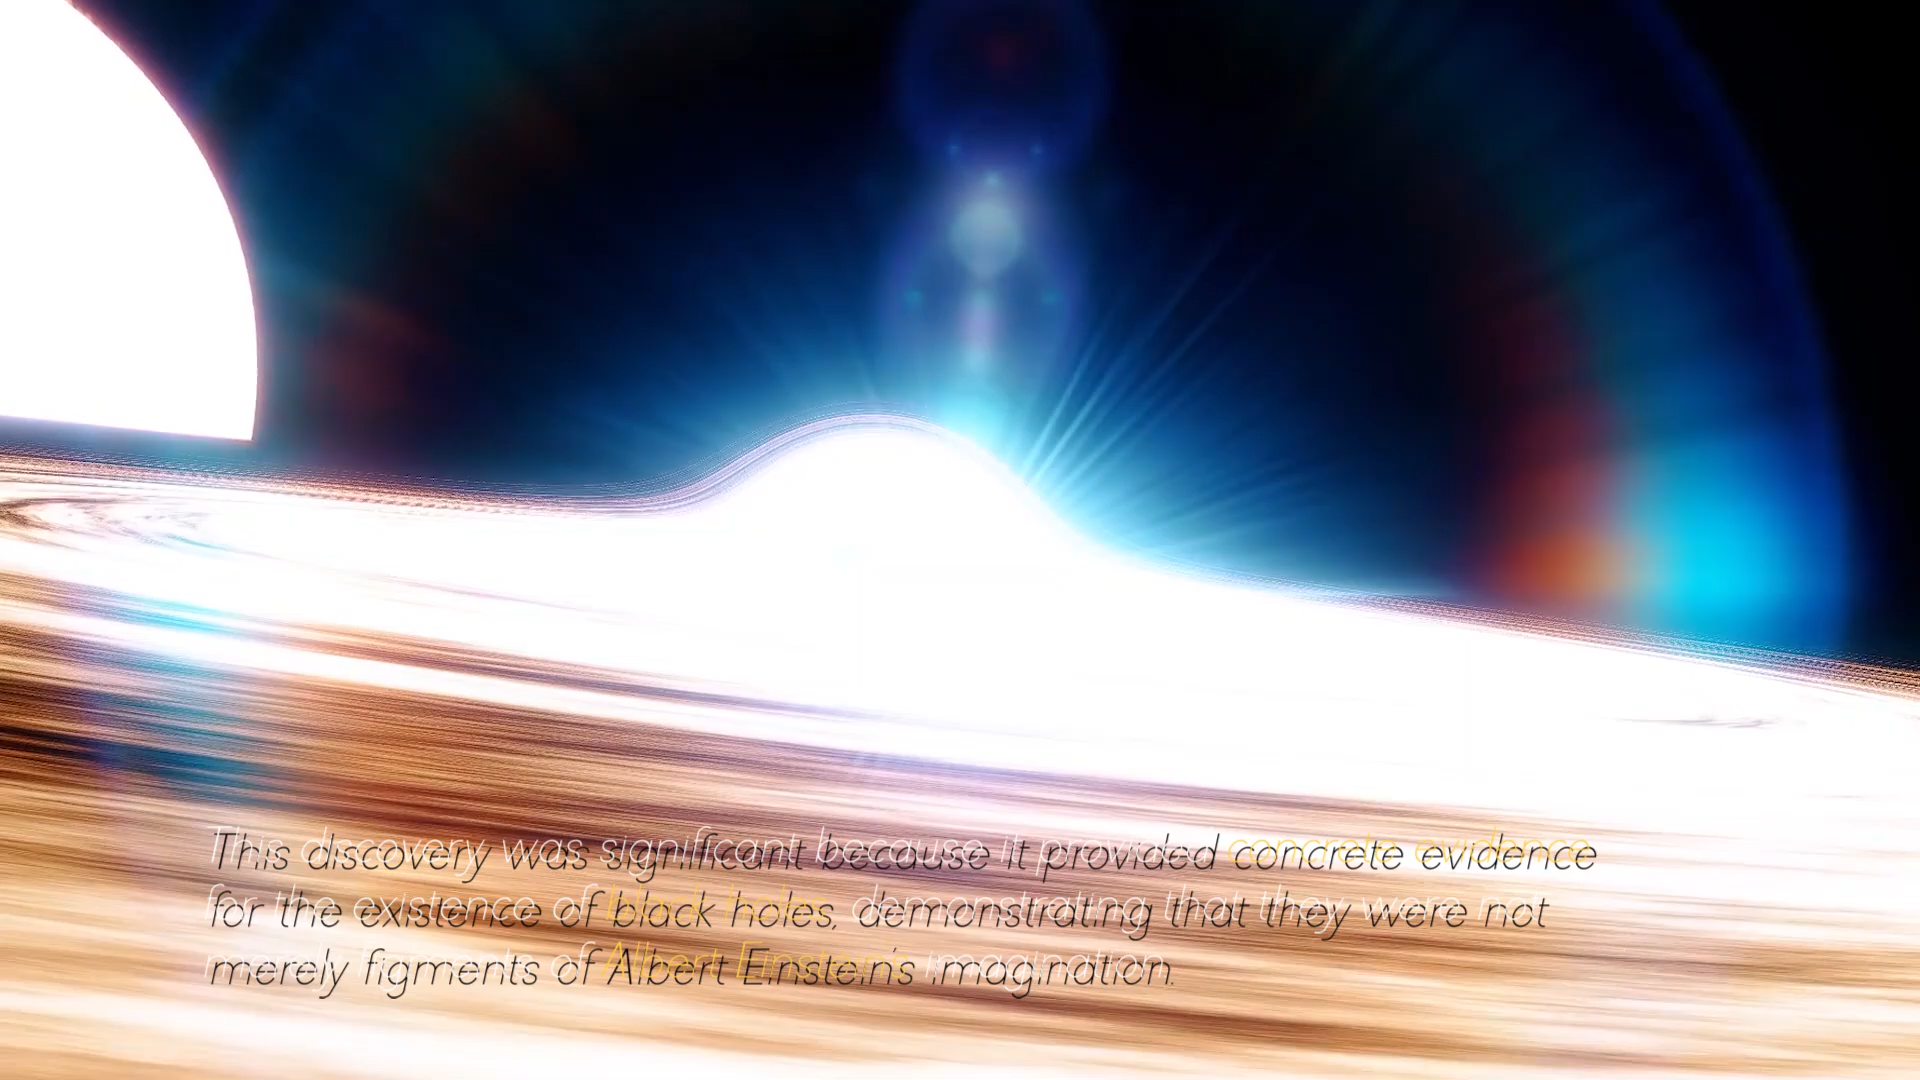 This discovery was significant because it provided concrete evidence
for the existence of black holes, demonstrating that they were not
merely figments of Albert Einstein's imagination.